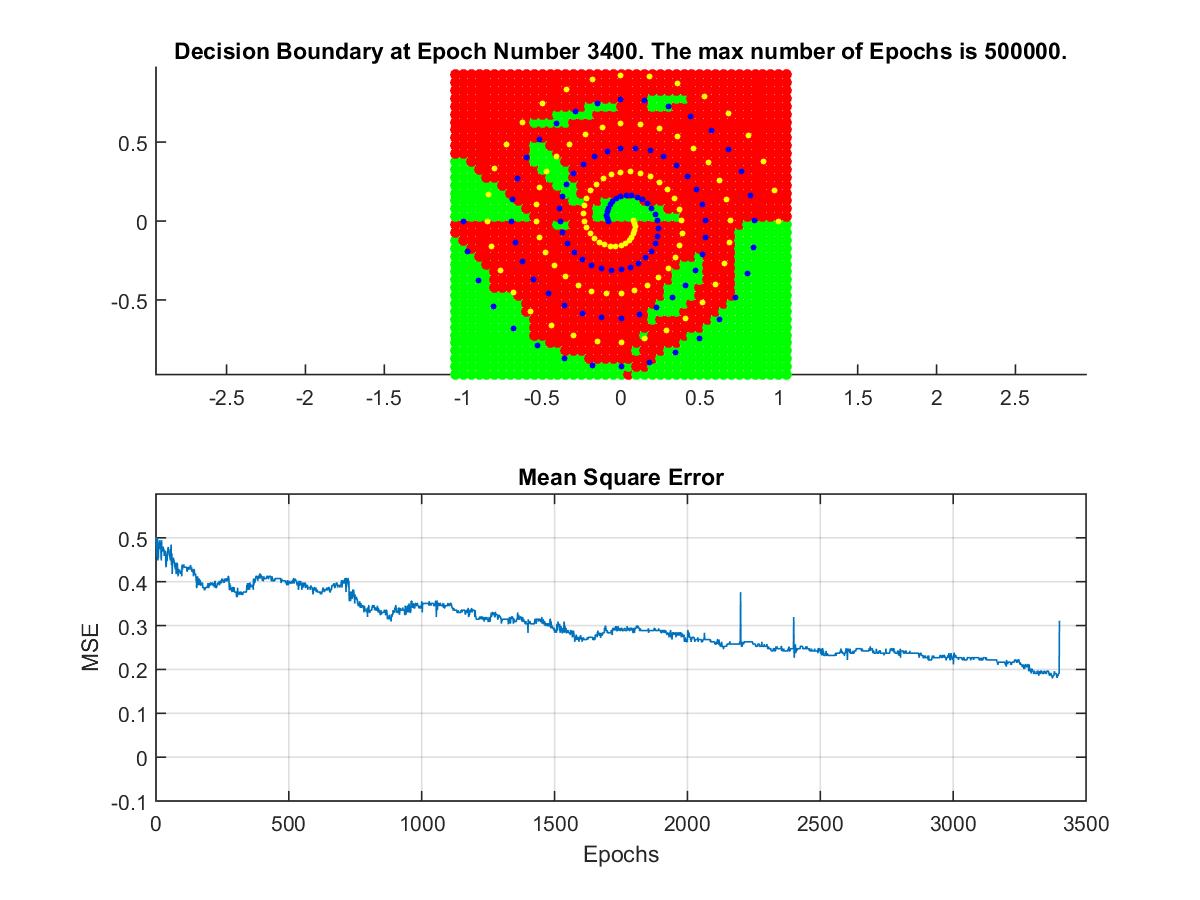 Decision Boundary at Epoch Number 3400. The max number of Epochs is 500000.
0.5
0
-0.5
-2.5 -2 -1.5 -1 -0.5 0 0.5 1 1.5 2 2.5
Mean Square Error
0.5
0.4
0.3
0.2
0.1
0
-0.1
MSE
0 500 1000 1500 2000 2500 3000 3500
Epochs